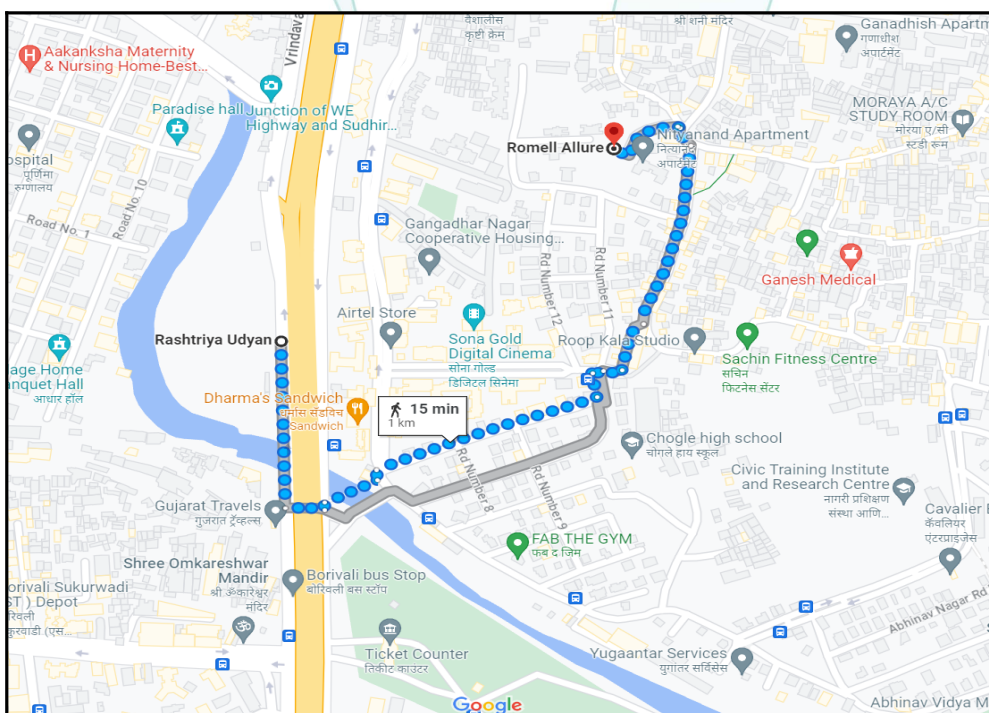 वैशालीस
कृष्टी क्रेम
श्री शनी मंदिर
Ganadhish Apartm
गणाधीश
अपार्टमेंट
Vrindava
Aakanksha Maternity
& Nursing Home-Best...
Paradise hall
Junction of WE
Highway and Sudhir...
MORAYA A/C
STUDY ROOM
मोरया ए/सी
स्टडी रूम
Romell Allure
Nityanand Apartment
नित्यानंद
अपार्टमेंट
ospital
पूर्णिमा
रुग्णालय
Road No. 10
Road No. 1
Gangadhar Nagar
Cooperative Housing...
Rd Number 12
Rd Number 11
Ganesh Medical
Airtel Store
Rashtriya Udyan
Sona Gold
Digital Cinema
सोना गोल्ड
डिजिटल सिनेमा
Roop Kala Studio
Sachin Fitness Centre
सचिन
फिटनेस सेंटर
age Home
anquet Hall
आधार हॉल
Dharma's Sandwich
धर्मास सॅडविच
Sandwich
15 min
1 km
Rd Number 8
Rd Number 9
Chogle high school
चोगले हाय स्कूल
Civic Training Institute
and Research Centre
नागरी प्रशिक्षण
संस्था आणि...
Gujarat Travels
गुजरात ट्रॅव्हल्स
Cavalier E
कॅवलियर
एंटरप्राइजेस
FAB THE GYM
फब द जिम
Shree Omkareshwar
Mandir
श्री ॐकारेश्वर
मंदिर
Borivali bus Stop
बोरिवली बस स्टॉप
orivali Sukurwadi
ST ) Depot
रिवली
कुरवाडी (एस...
Abhinav Nagar Rd
Ticket Counter
तिकीट काउंटर
Yugaantar Services
युगांतर सर्विसेस
Google
Abhinav Vidya M